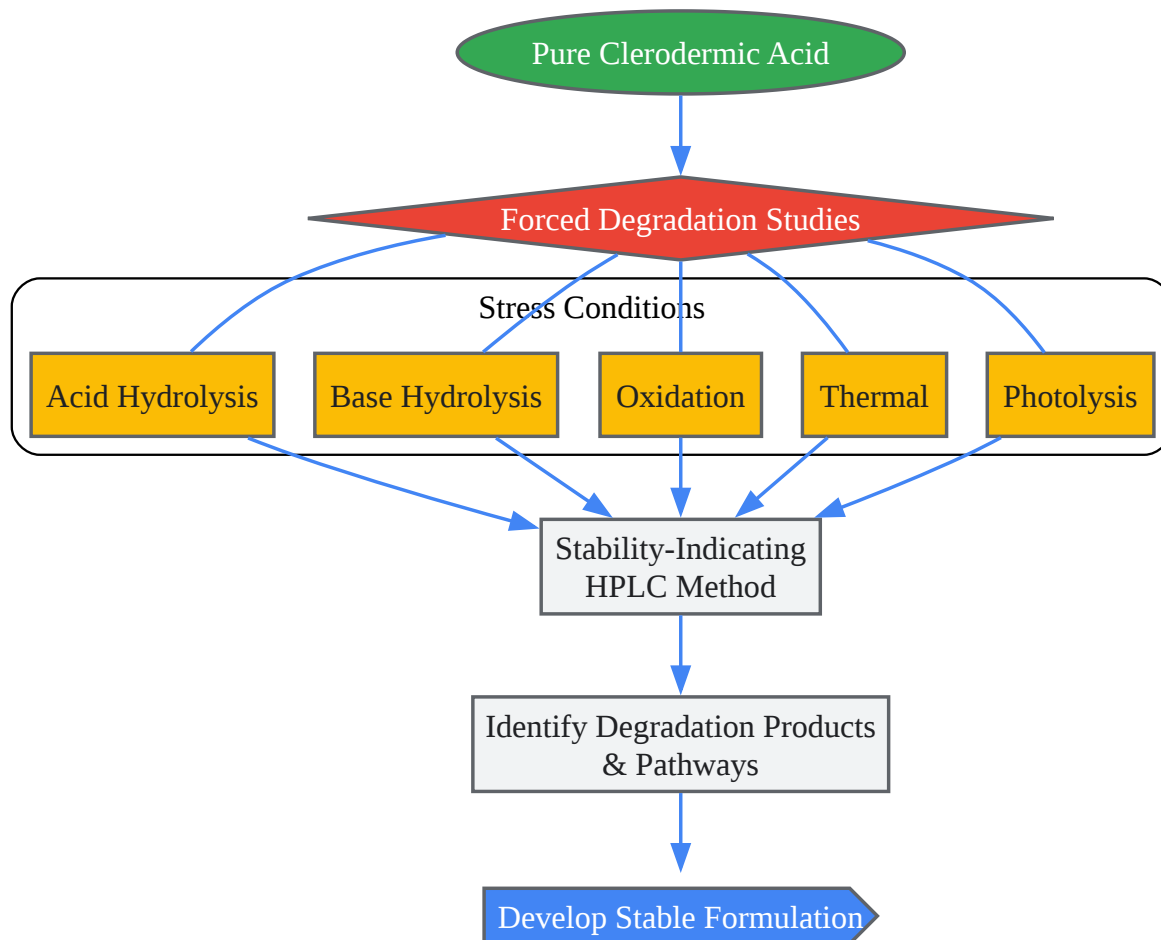 Pure Clerodermic Acid
Forced Degradation Studies
Stress Conditions
Acid Hydrolysis
Base Hydrolysis
Oxidation
Thermal
Photolysis
Stability-Indicating
HPLC Method
Identify Degradation Products
& Pathways
Develop Stable Formulation